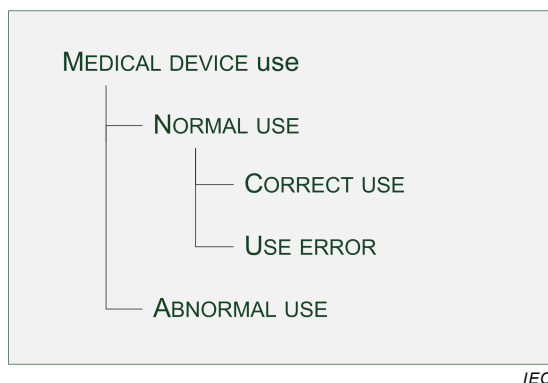 MEDICAL DEVICE use
NORMAL USE
CORRECT USE
USE ERROR
ABNORMAL USE
IEC